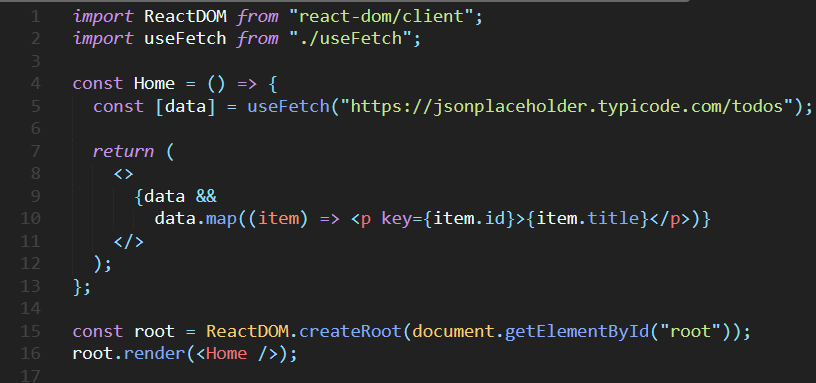 1 import ReactDOM from "react-dom/client";
2 import useFetch from "./useFetch";
3
4 const Home = () => {
5   const [data] = useFetch("https://jsonplaceholder.typicode.com/todos");
6
7   return (
8     <>
9       {data &&
10         data.map((item) => <p key={item.id}>{item.title}</p>)}
11     </>
12   );
13 };
14
15 const root = ReactDOM.createRoot(document.getElementById("root"));
16 root.render(<Home />);
17